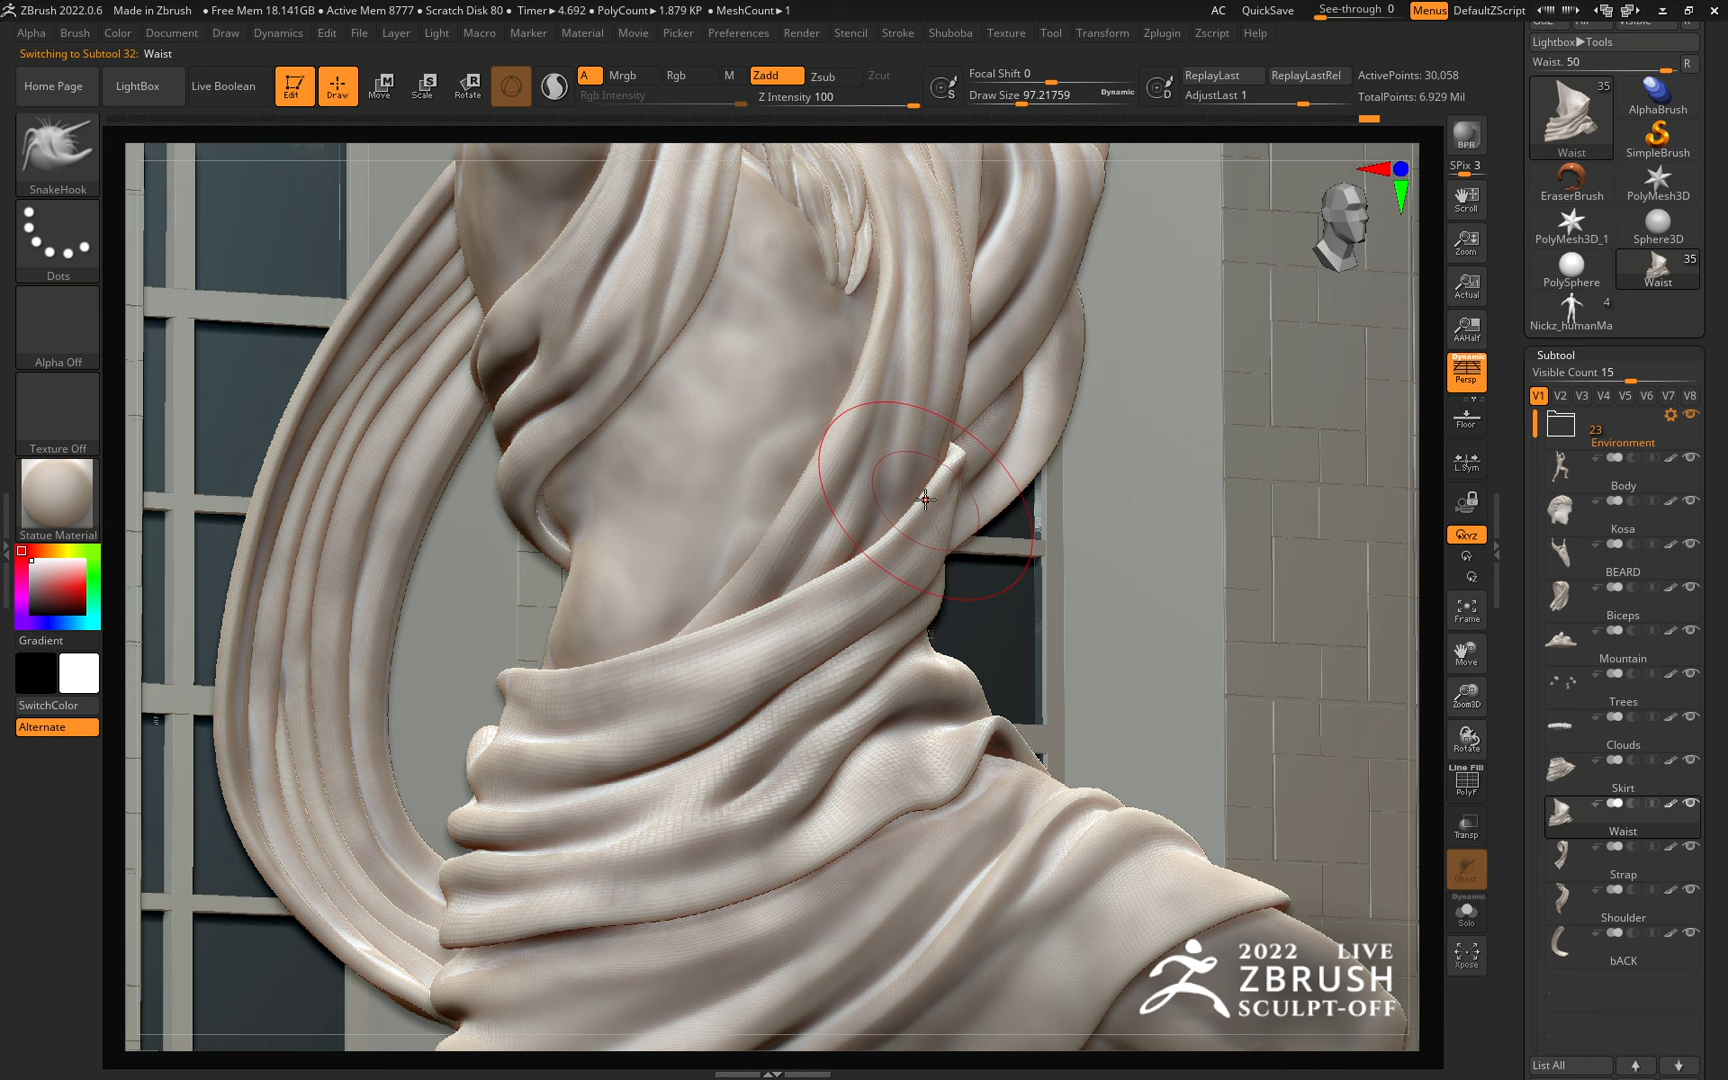 ZBrush 2022.0.6 Made in Zbrush • Free Mem 18.141GB • Active Mem 8777 • Scratch Disk 80 • Timer▸4.692 • PolyCount▸1.879 KP • MeshCount▸1 AC QuickSave See-through 0 Menus DefaultZScript
Alpha Brush Color Document Draw Dynamics Edit File Layer Light Macro Marker Material Movie Picker Preferences Render Stencil Stroke Shuboba Texture Tool Transform Zplugin Zscript Help
Switching to Subtool 32: Waist
Home Page
LightBox
Live Boolean
Edit
Draw
Move
Scale
Rotate
A Mrgb Rgb M
Rgb Intensity
Zadd Zsub Zcut
Z Intensity 100
S
Focal Shift 0
Draw Size 97.21759 Dynamic
D
ReplayLast ReplayLastRel
AdjustLast 1
ActivePoints: 30,058
TotalPoints: 6.929 Mil
SnakeHook
Dots
Alpha Off
Texture Off
Statue Material
Gradient
SwitchColor
Alternate
2022 LIVE
ZBRUSH
SCULPT-OFF
BPR
SPix 3
Scroll
Zoom
Actual
AAHalf
Dynamic
Persp
Floor
L.Sym
XYZ
Y
Z
Frame
Move
Zoom3D
Rotate
Line Fill
PolyF
Transp
Ghost
Dynamic
Solo
Xpose
GoZ All Visible R
Lightbox▸Tools
Waist. 50 R
35
Waist
AlphaBrush
SimpleBrush
EraserBrush
PolyMesh3D
PolyMesh3D_1
Sphere3D
PolySphere
35
Waist
4
Nickz_humanMa
Subtool
Visible Count 15
V1 V2 V3 V4 V5 V6 V7 V8
23
Environment
Body
Kosa
BEARD
Biceps
Mountain
Trees
Clouds
Skirt
Waist
Strap
Shoulder
bACK
List All